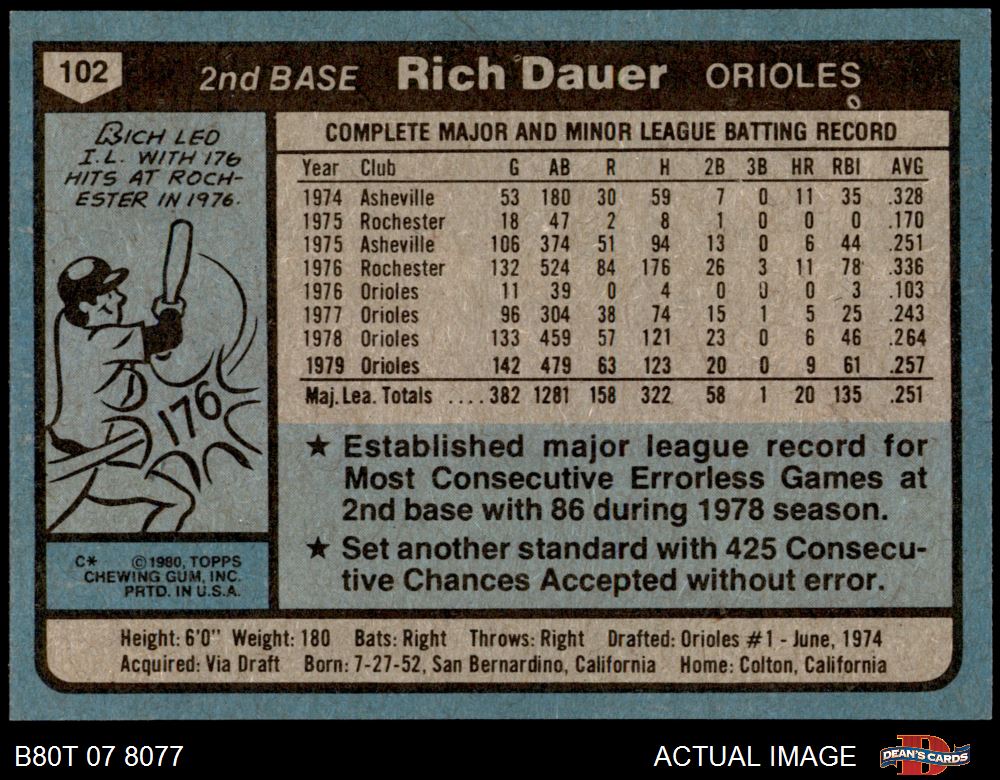 102 2nd BASE Rich Dauer ORIOLES
RICH LED
I.L. WITH 176
HITS AT ROCH-
ESTER IN 1976.
176
COMPLETE MAJOR AND MINOR LEAGUE BATTING RECORD
Year Club G AB R H 2B 3B HR RBI AVG
1974 Asheville 53 180 30 59 7 0 11 35 .328
1975 Rochester 18 47 2 8 1 0 0 0 .170
1975 Asheville 106 374 51 94 13 0 6 44 .251
1976 Rochester 132 524 84 176 26 3 11 78 .336
1976 Orioles 11 39 0 4 0 0 0 3 .103
1977 Orioles 96 304 38 74 15 1 5 25 .243
1978 Orioles 133 459 57 121 23 0 6 46 .264
1979 Orioles 142 479 63 123 20 0 9 61 .257
Maj. Lea. Totals .... 382 1281 158 322 58 1 20 135 .251
★ Established major league record for
Most Consecutive Errorless Games at
2nd base with 86 during 1978 season.
★ Set another standard with 425 Consecu-
tive Chances Accepted without error.
C* ©1980, TOPPS
CHEWING GUM, INC.
PRTD. IN U.S.A.
Height: 6'0" Weight: 180 Bats: Right Throws: Right Drafted: Orioles #1 - June, 1974
Acquired: Via Draft Born: 7-27-52, San Bernardino, California Home: Colton, California
B80T 07 8077 ACTUAL IMAGE DEAN'S CARDS